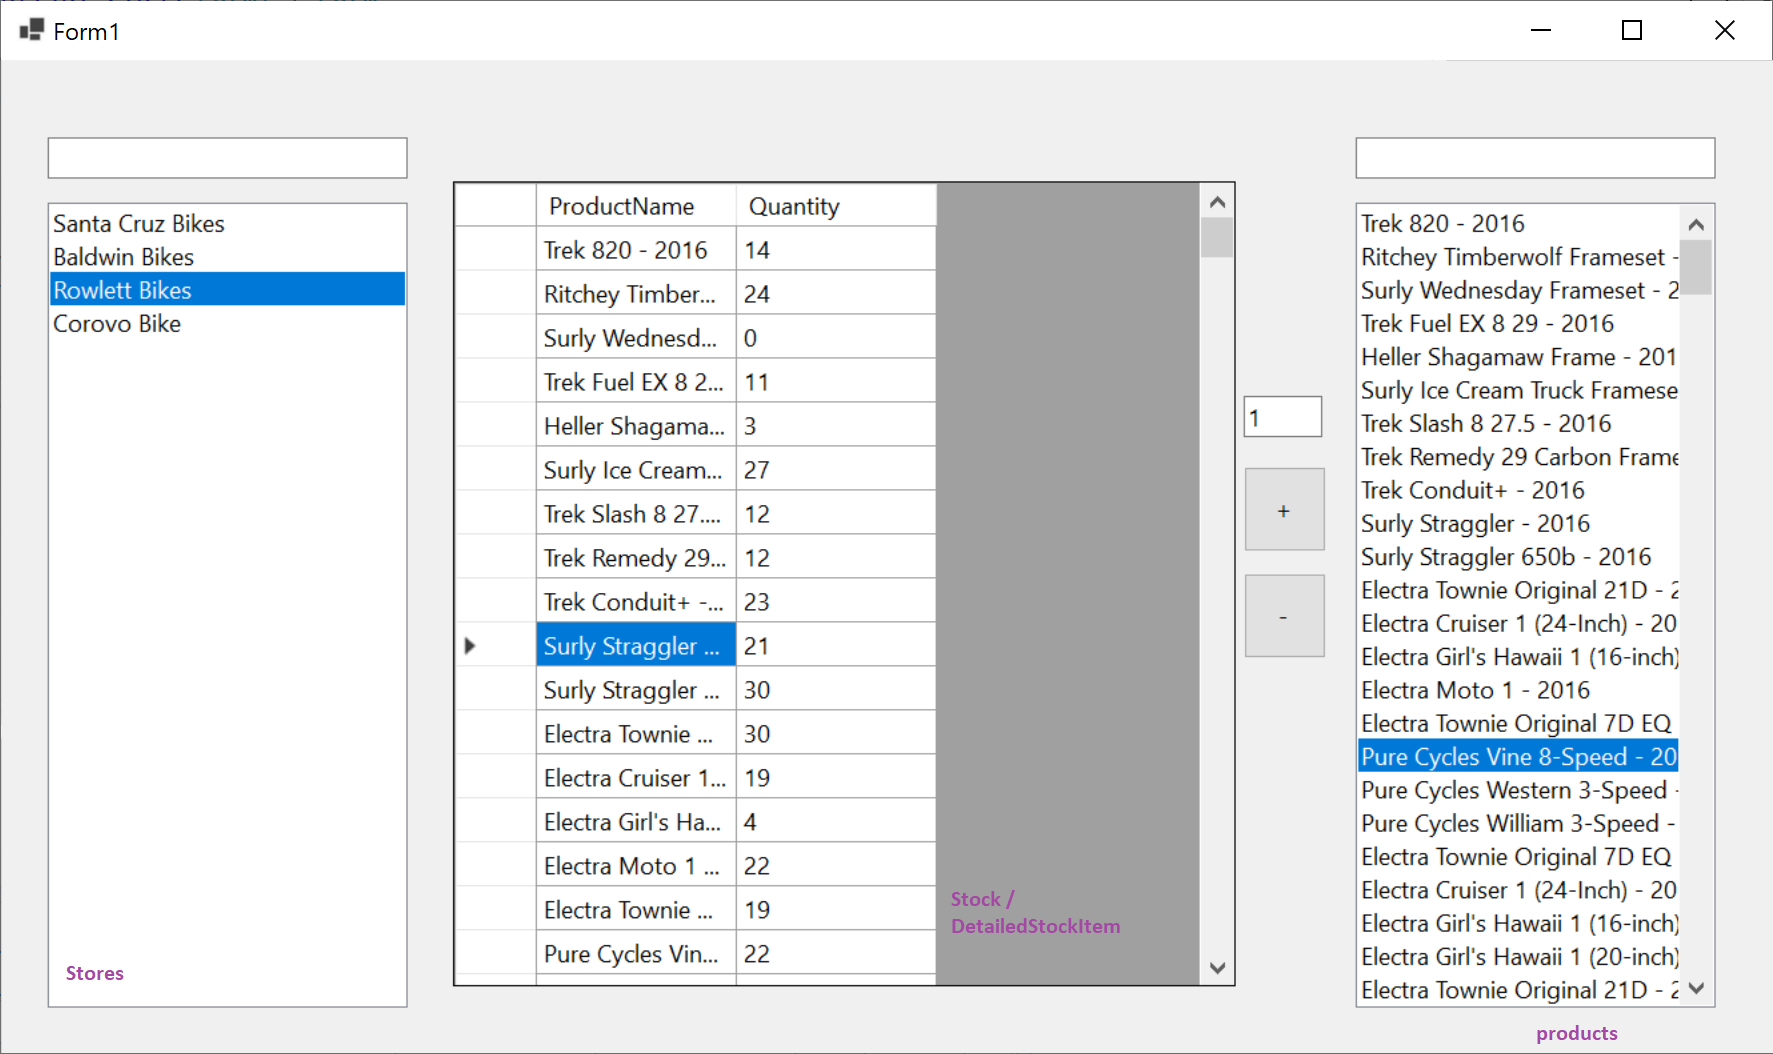 Form1
Santa Cruz Bikes
Baldwin Bikes
Rowlett Bikes
Corovo Bike
Stores
ProductName Quantity
Trek 820 - 2016 14
Ritchey Timber... 24
Surly Wednesd... 0
Trek Fuel EX 8 2... 11
Heller Shagama... 3
Surly Ice Cream... 27
Trek Slash 8 27.... 12
Trek Remedy 29... 12
Trek Conduit+ -... 23
Surly Straggler ... 21
Surly Straggler ... 30
Electra Townie ... 30
Electra Cruiser 1... 19
Electra Girl's Ha... 4
Electra Moto 1 ... 22
Electra Townie ... 19
Pure Cycles Vin... 22
Stock /
DetailedStockItem
1
+
-
Trek 820 - 2016
Ritchey Timberwolf Frameset -
Surly Wednesday Frameset - 2
Trek Fuel EX 8 29 - 2016
Heller Shagamaw Frame - 201
Surly Ice Cream Truck Framese
Trek Slash 8 27.5 - 2016
Trek Remedy 29 Carbon Frame
Trek Conduit+ - 2016
Surly Straggler - 2016
Surly Straggler 650b - 2016
Electra Townie Original 21D - 2
Electra Cruiser 1 (24-Inch) - 20
Electra Girl's Hawaii 1 (16-inch)
Electra Moto 1 - 2016
Electra Townie Original 7D EQ
Pure Cycles Vine 8-Speed - 20
Pure Cycles Western 3-Speed -
Pure Cycles William 3-Speed -
Electra Townie Original 7D EQ
Electra Cruiser 1 (24-Inch) - 20
Electra Girl's Hawaii 1 (16-inch)
Electra Girl's Hawaii 1 (20-inch)
Electra Townie Original 21D - 2
products